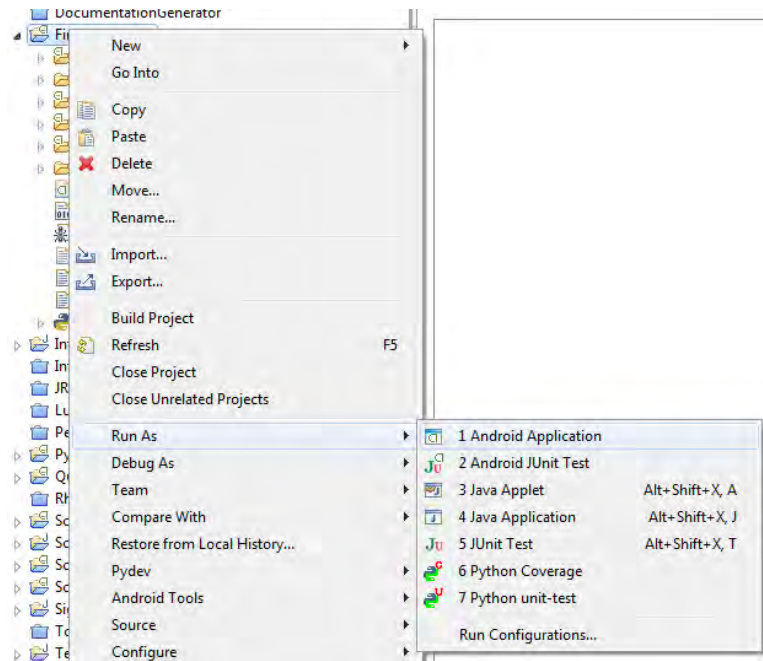 DocumentationGenerator
New
Go Into
Copy
Paste
Delete
Move...
Rename...
Import...
Export...
Build Project
Refresh F5
Close Project
Close Unrelated Projects
Run As
Debug As
Team
Compare With
Restore from Local History...
Pydev
Android Tools
Source
Configure
1 Android Application
2 Android JUnit Test
3 Java Applet Alt+Shift+X, A
4 Java Application Alt+Shift+X, J
5 JUnit Test Alt+Shift+X, T
6 Python Coverage
7 Python unit-test
Run Configurations...